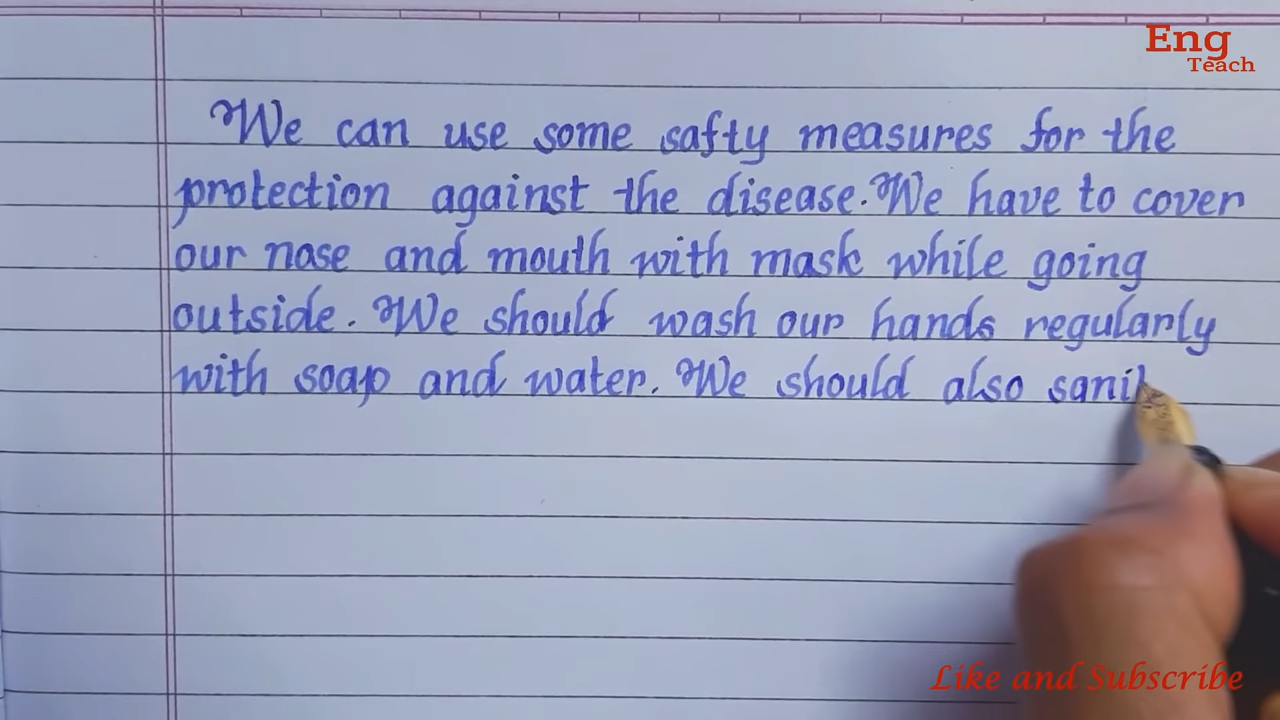 Eng
Teach
We can use some safty measures for the
protection against the disease. We have to cover
our nose and mouth with mask while going
outside. We should wash our hands regularly
with soap and water. We should also sani
Like and Subscribe